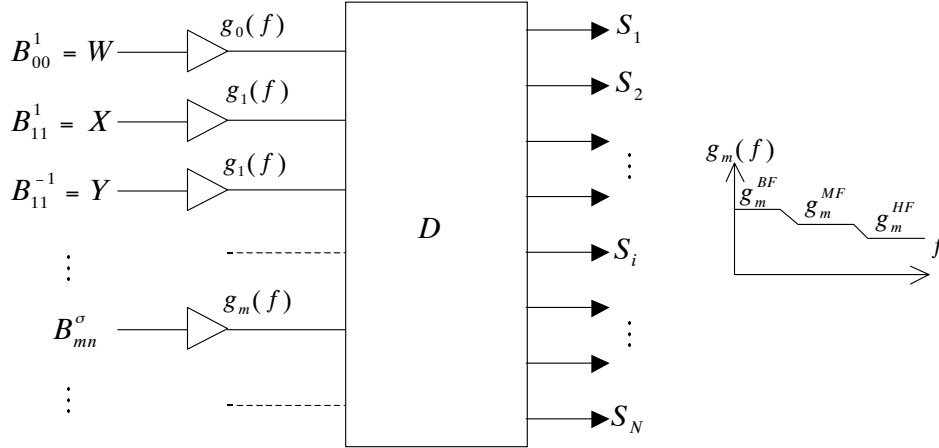 B¹₀₀ = W
g₀(f)
B¹₁₁ = X
g₁(f)
B⁻¹₁₁ = Y
g₁(f)
⋮
B^σ_mn
g_m(f)
⋮
D
S₁
S₂
⋮
S_i
⋮
S_N
g_m(f)
g_m^BF
g_m^MF
g_m^HF
f